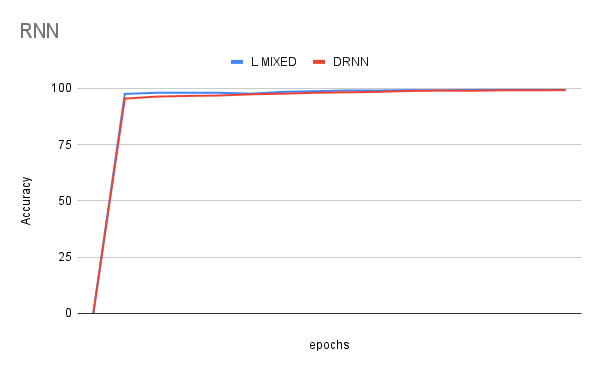 RNN
L MIXED DRNN
100
75
50
25
0
Accuracy
epochs